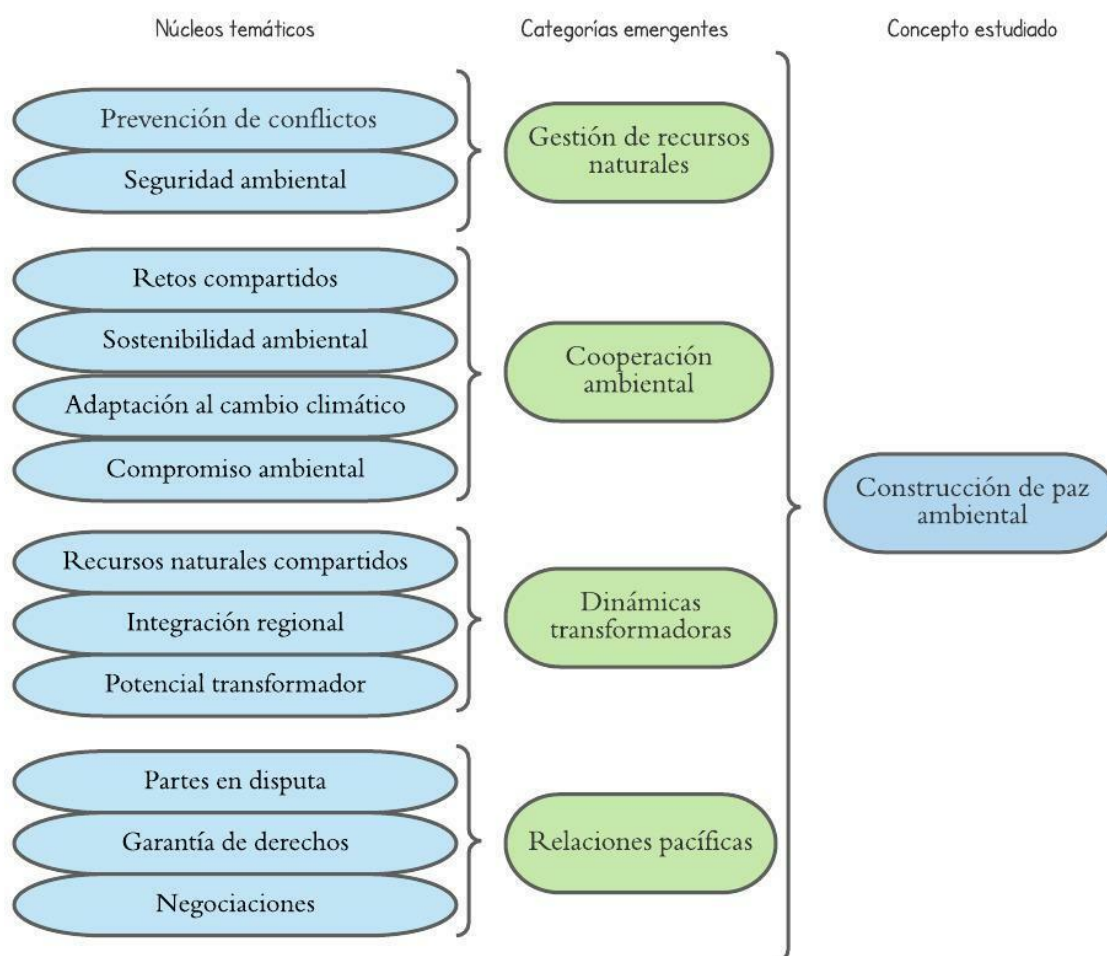 Núcleos temáticos
Categorías emergentes
Concepto estudiado
Prevención de conflictos
Seguridad ambiental
Gestión de recursos
naturales
Retos compartidos
Sostenibilidad ambiental
Adaptación al cambio climático
Compromiso ambiental
Cooperación
ambiental
Recursos naturales compartidos
Integración regional
Potencial transformador
Dinámicas
transformadoras
Partes en disputa
Garantía de derechos
Negociaciones
Relaciones pacíficas
Construcción de paz
ambiental